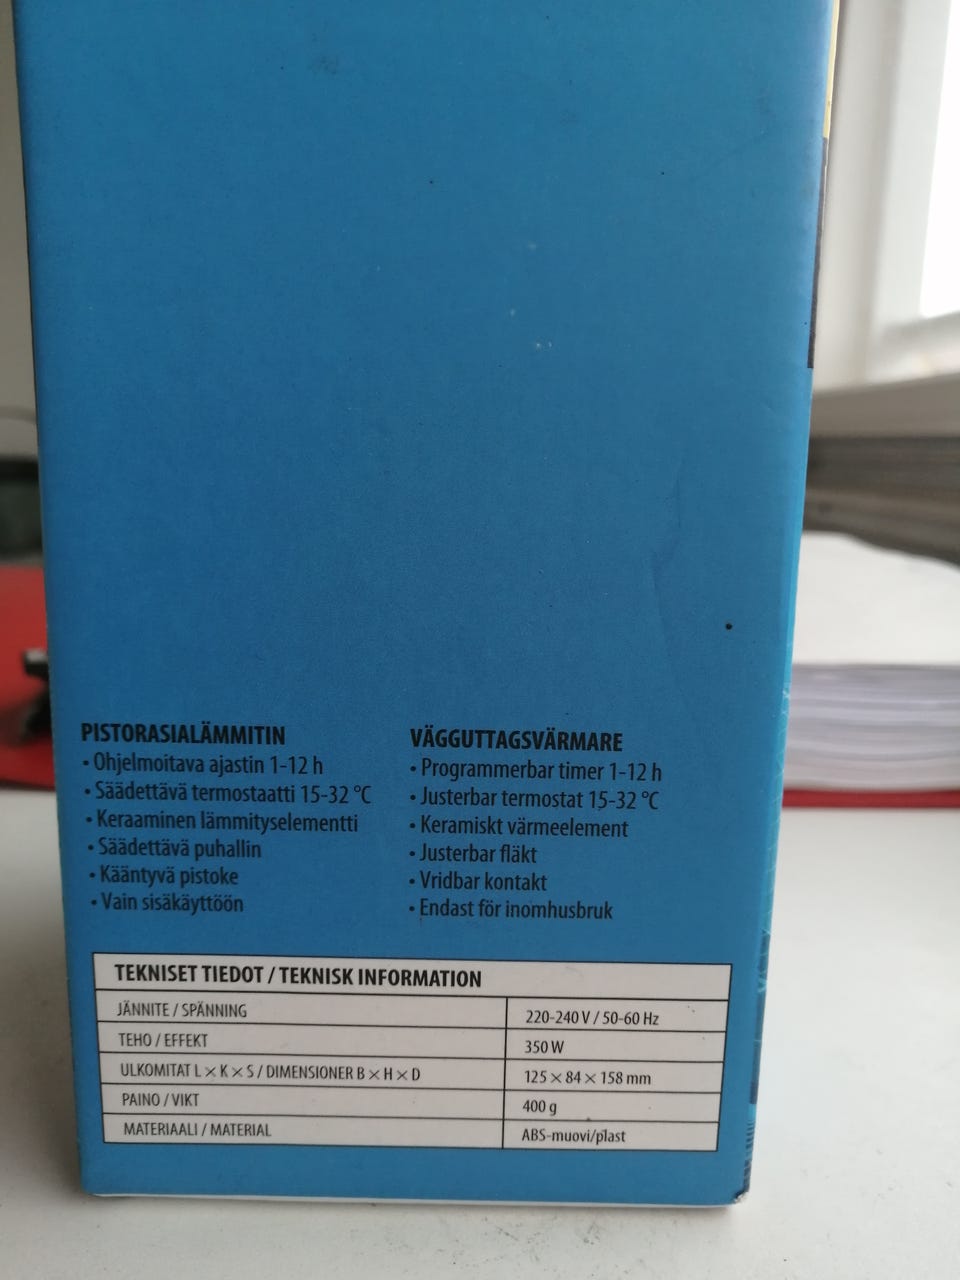 PISTORASIALÄMMITIN
• Ohjelmoitava ajastin 1-12 h
• Säädettävä termostaatti 15-32 °C
• Keraaminen lämmityselementti
• Säädettävä puhallin
• Kääntyvä pistoke
• Vain sisäkäyttöön
VÄGGUTTAGSVÄRMARE
• Programmerbar timer 1-12 h
• Justerbar termostat 15-32 °C
• Keramiskt värmeelement
• Justerbar fläkt
• Vridbar kontakt
• Endast för inomhusbruk
TEKNISET TIEDOT / TEKNISK INFORMATION
JÄNNITE / SPÄNNING 220-240 V / 50-60 Hz
TEHO / EFFEKT 350 W
ULKOMITAT L × K × S / DIMENSIONER B × H × D 125 × 84 × 158 mm
PAINO / VIKT 400 g
MATERIAALI / MATERIAL ABS-muovi/plast